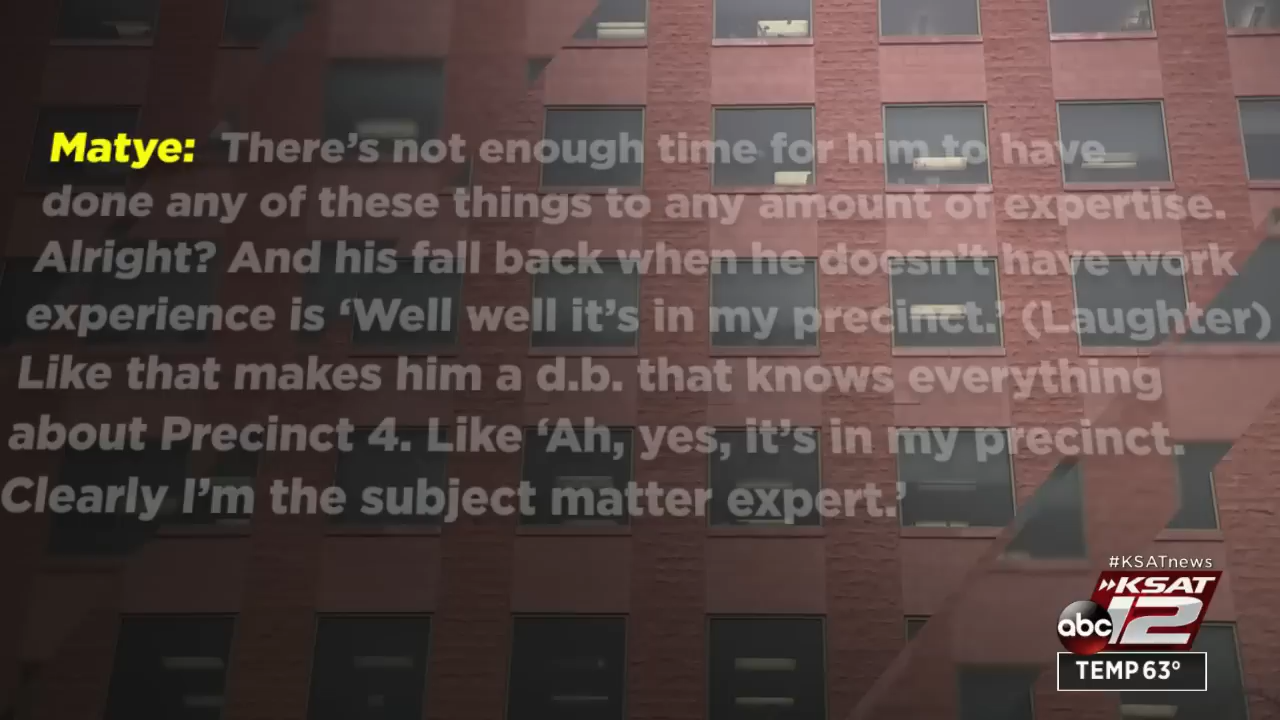 Matye: There's not enough time for him to have
done any of these things to any amount of expertise.
Alright? And his fall back when he doesn't have work
experience is ‘Well well it's in my precinct.’ (Laughter)
Like that makes him a d.b. that knows everything
about Precinct 4. Like ‘Ah, yes, it's in my precinct.
Clearly I'm the subject matter expert.’
#KSATnews
KSAT
abc 12
TEMP 63°